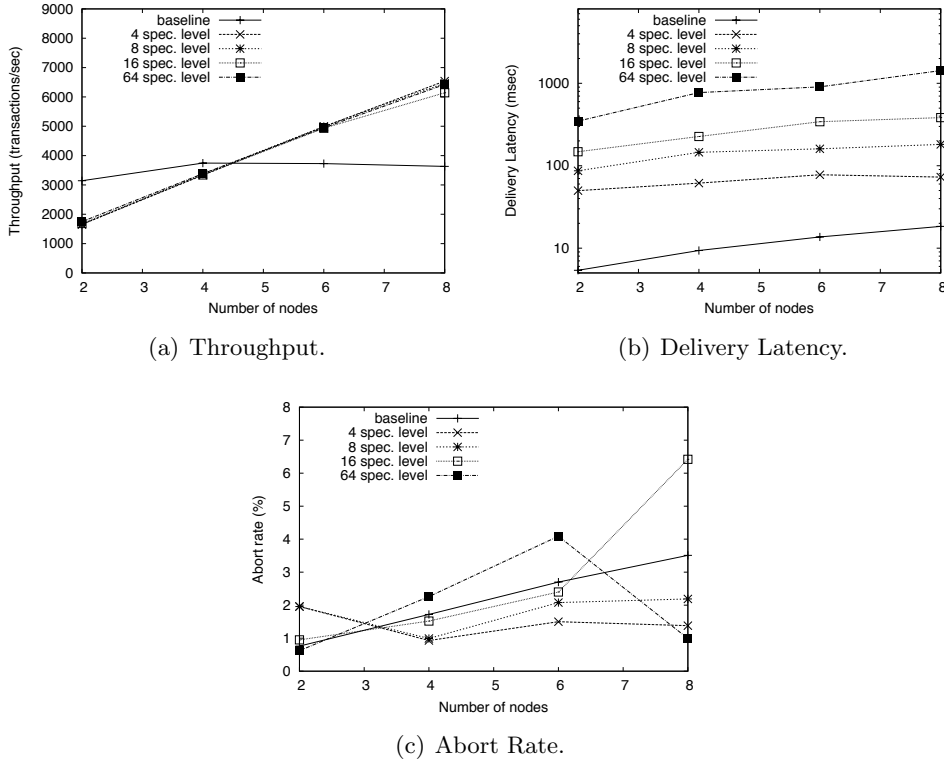 baseline
4 spec. level
8 spec. level
16 spec. level
64 spec. level
Throughput (transactions/sec)
9000
8000
7000
6000
5000
4000
3000
2000
1000
0
2 3 4 5 6 7 8
Number of nodes
(a) Throughput.
baseline
4 spec. level
8 spec. level
16 spec. level
64 spec. level
Delivery Latency (msec)
1000
100
10
2 3 4 5 6 7 8
Number of nodes
(b) Delivery Latency.
baseline
4 spec. level
8 spec. level
16 spec. level
64 spec. level
Abort rate (%)
8
7
6
5
4
3
2
1
0
2 3 4 5 6 7 8
Number of nodes
(c) Abort Rate.